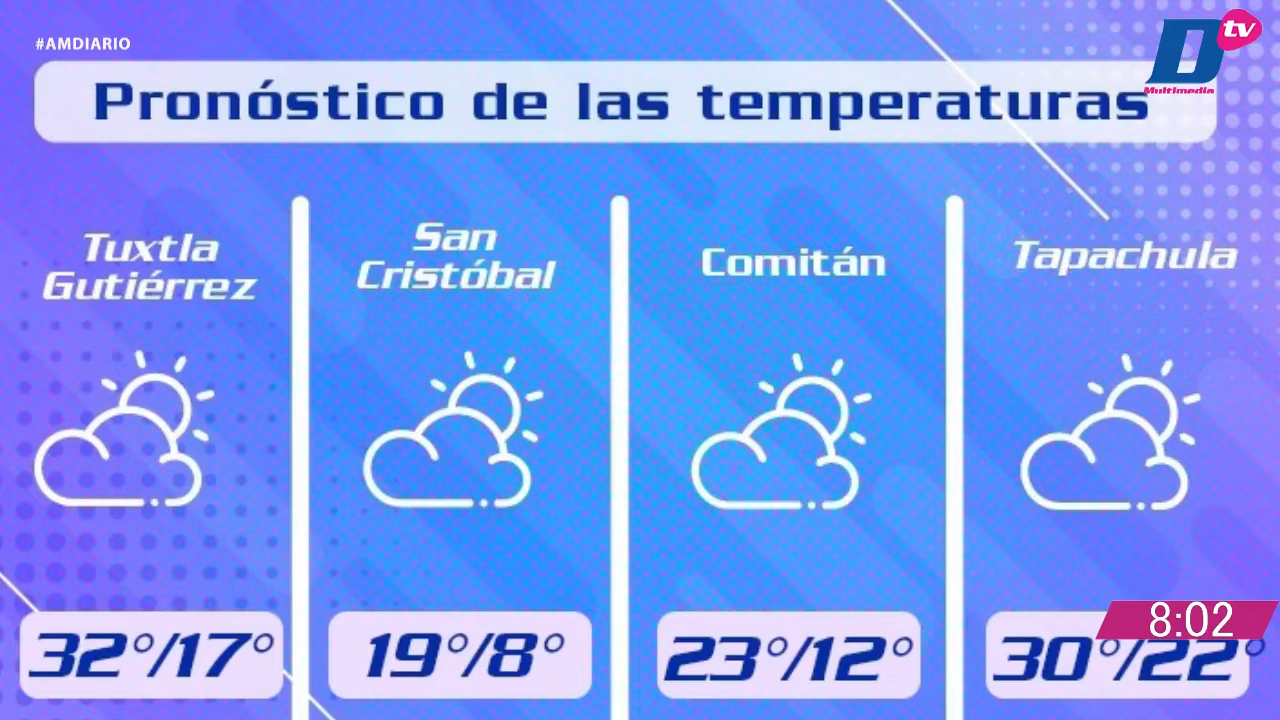 #AMDIARIO
D tv
Multimedia
Pronóstico de las temperaturas
Tuxtla
Gutiérrez
San
Cristóbal
Comitán
Tapachula
32°/17°
19°/8°
23°/12°
30°/22°
8:02